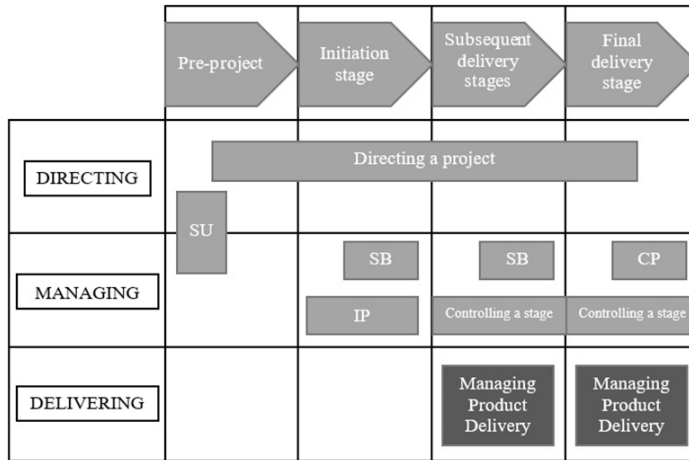 Pre-project
Initiation
stage
Subsequent
delivery
stages
Final
delivery
stage
DIRECTING
Directing a project
SU
MANAGING
SB
SB
CP
IP
Controlling a stage
Controlling a stage
DELIVERING
Managing
Product
Delivery
Managing
Product
Delivery